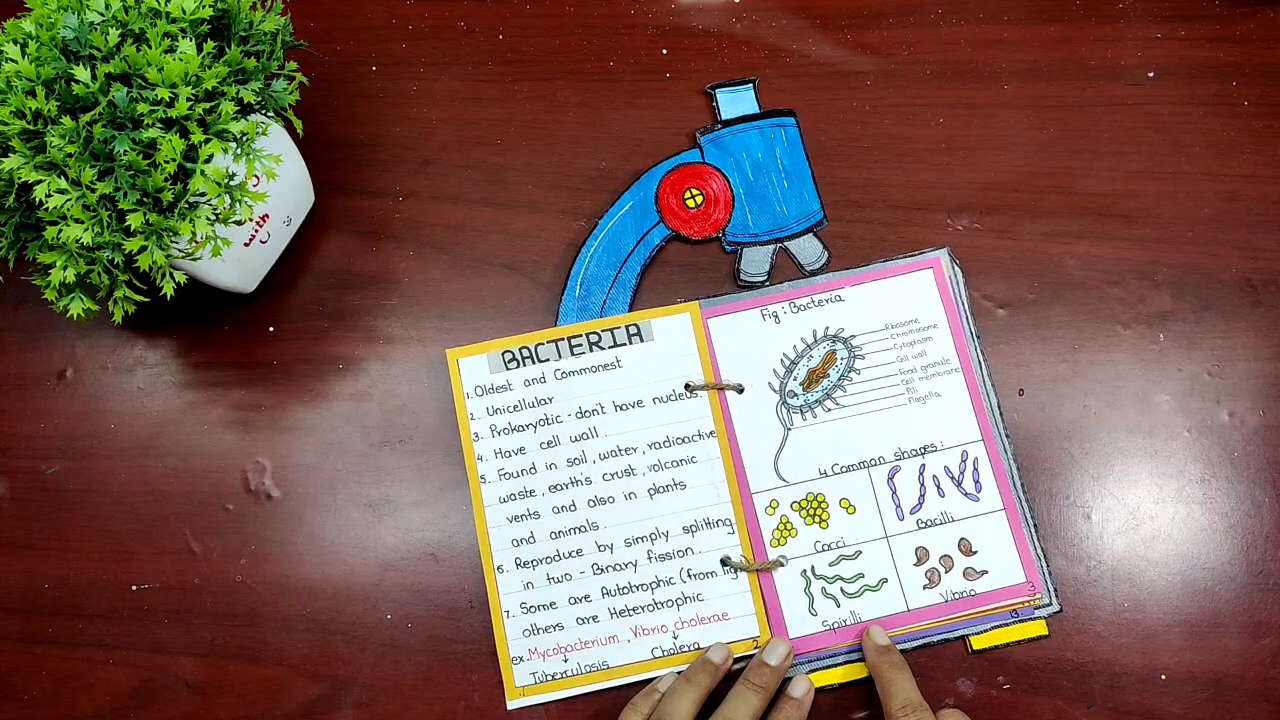 with
BACTERIA
1. Oldest and Commonest
2. Unicellular
3. Prokaryotic - don't have nucleus.
4. Have cell wall.
5. Found in soil, water, radioactive
waste, earth's crust, volcanic
vents and also in plants
and animals.
6. Reproduce by simply splitting
in two - Binary fission.
7. Some are Autotrophic (from
others are Heterotrophic
ex. Mycobacterium, Vibrio cholerae
Tuberculosis Cholera
2
Fig : Bacteria
Ribosome
Chromosome
Cytoplasm
Cell wall
Food granule
Cell membrane
Pili
Flagella
4 Common shapes :
Cocci
Bacilli
Spirilli
Vibrio
3
13